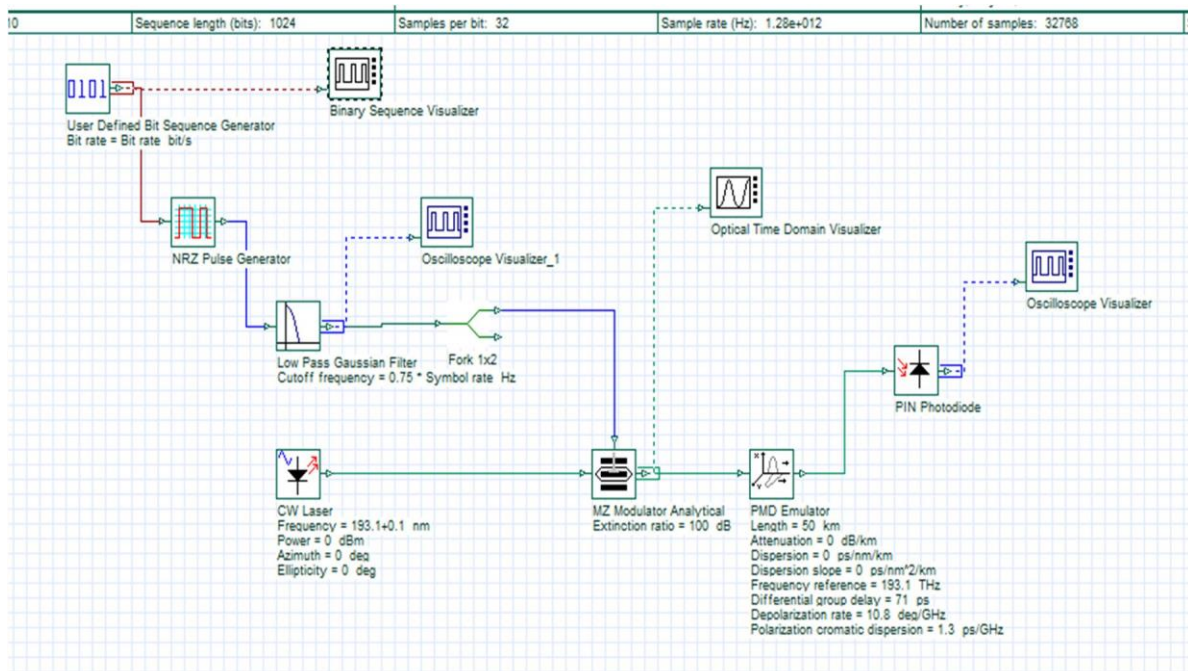 10
Sequence length (bits): 1024
Samples per bit: 32
Sample rate (Hz): 1.28e+012
Number of samples: 32768
0101
Binary Sequence Visualizer
User Defined Bit Sequence Generator
Bit rate = Bit rate bit/s
Optical Time Domain Visualizer
NRZ Pulse Generator
Oscilloscope Visualizer_1
Oscilloscope Visualizer
Low Pass Gaussian Filter
Cutoff frequency = 0.75 * Symbol rate Hz
Fork 1x2
PIN Photodiode
CW Laser
Frequency = 193.1+0.1 nm
Power = 0 dBm
Azimuth = 0 deg
Ellipticity = 0 deg
MZ Modulator Analytical
Extinction ratio = 100 dB
X
Y
PMD Emulator
Length = 50 km
Attenuation = 0 dB/km
Dispersion = 0 ps/nm/km
Dispersion slope = 0 ps/nm^2/km
Frequency reference = 193.1 THz
Differential group delay = 71 ps
Depolarization rate = 10.8 deg/GHz
Polarization cromatic dispersion = 1.3 ps/GHz